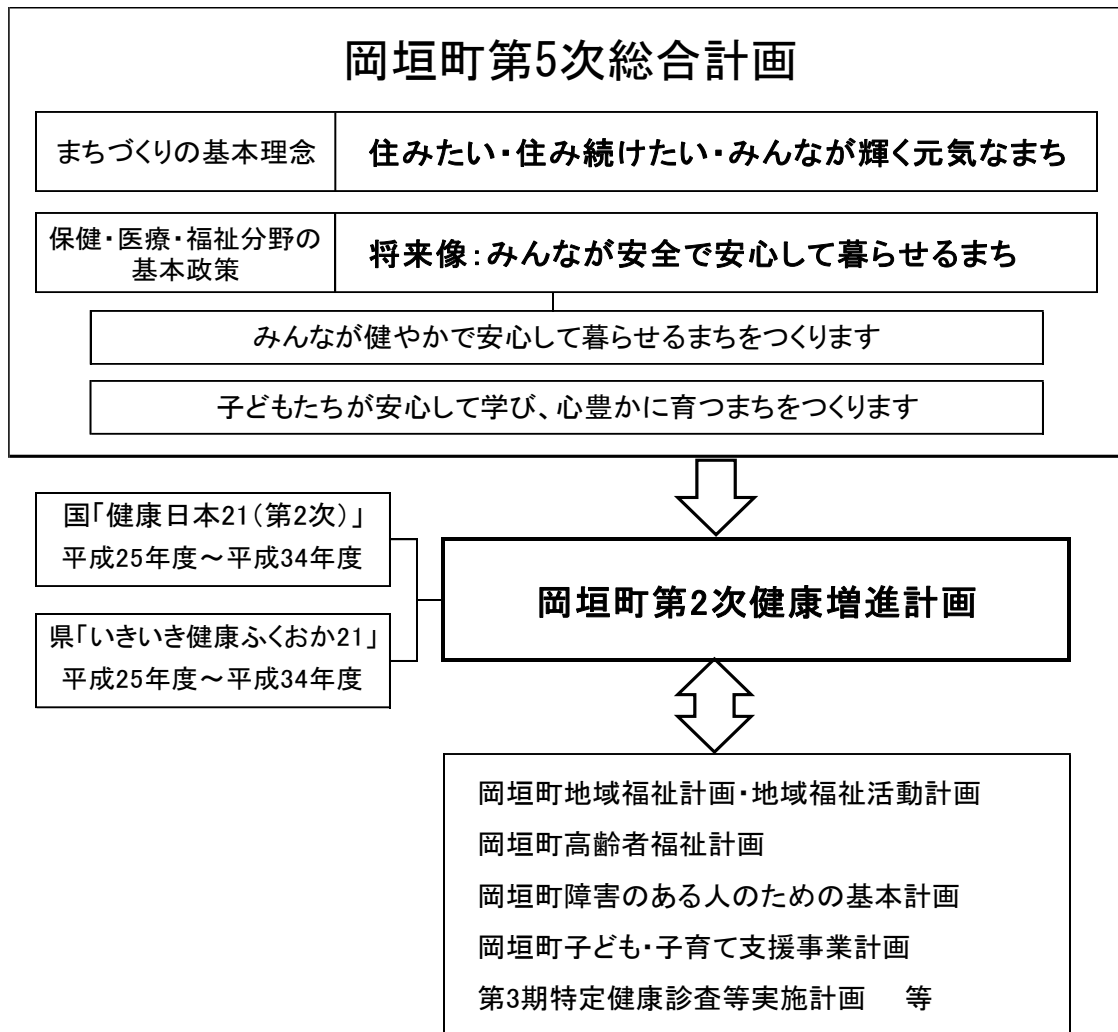 岡垣町第5次総合計画
まちづくりの基本理念
住みたい・住み続けたい・みんなが輝く元気なまち
保健・医療・福祉分野の
基本政策
将来像：みんなが安全で安心して暮らせるまち
みんなが健やかで安心して暮らせるまちをつくります
子どもたちが安心して学び、心豊かに育つまちをつくります
国「健康日本21（第2次）」
平成25年度～平成34年度
県「いきいき健康ふくおか21」
平成25年度～平成34年度
岡垣町第2次健康増進計画
岡垣町地域福祉計画・地域福祉活動計画
岡垣町高齢者福祉計画
岡垣町障害のある人のための基本計画
岡垣町子ども・子育て支援事業計画
第3期特定健康診査等実施計画　等